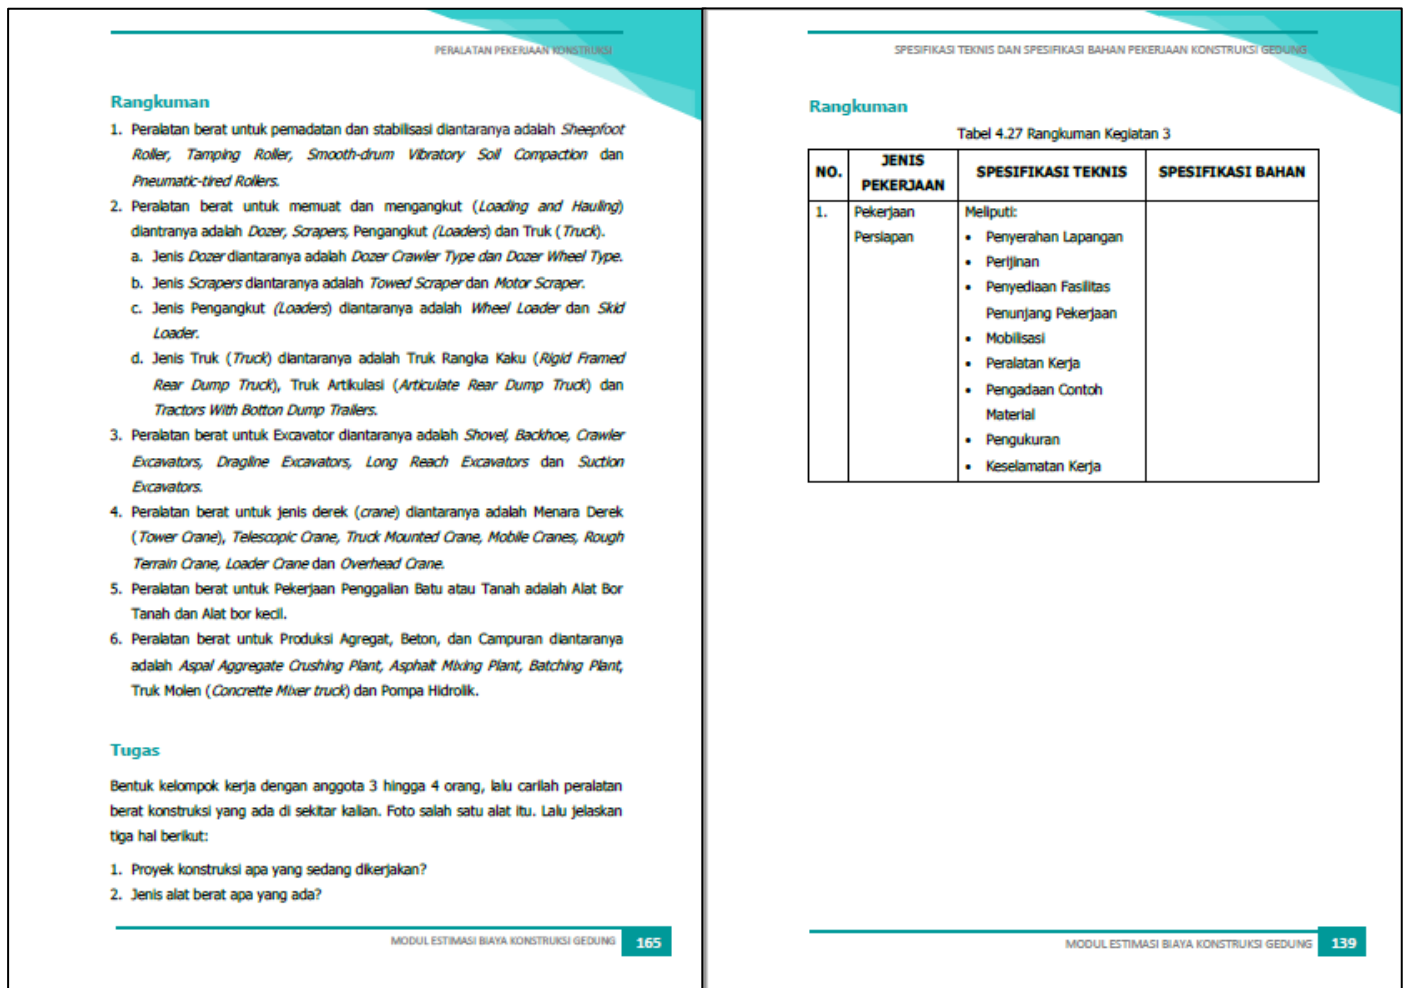 PERALATAN PEKERJAAN KONSTRUKSI
Rangkuman
1. Peralatan berat untuk pemadatan dan stabilisasi diantaranya adalah Sheepfoot
Roller, Tamping Roller, Smooth-drum Vibratory Soil Compaction dan
Pneumatic-tired Rollers.
2. Peralatan berat untuk memuat dan mengangkut (Loading and Hauling)
diantranya adalah Dozer, Scrapers, Pengangkut (Loaders) dan Truk (Truck).
a. Jenis Dozer diantaranya adalah Dozer Crawler Type dan Dozer Wheel Type.
b. Jenis Scrapers diantaranya adalah Towed Scraper dan Motor Scraper.
c. Jenis Pengangkut (Loaders) diantaranya adalah Wheel Loader dan Skid
Loader.
d. Jenis Truk (Truck) diantaranya adalah Truk Rangka Kaku (Rigid Framed
Rear Dump Truck), Truk Artikulasi (Articulate Rear Dump Truck) dan
Tractors With Botton Dump Trailers.
3. Peralatan berat untuk Excavator diantaranya adalah Shovel, Backhoe, Crawler
Excavators, Dragline Excavators, Long Reach Excavators dan Suction
Excavators.
4. Peralatan berat untuk jenis derek (crane) diantaranya adalah Menara Derek
(Tower Crane), Telescopic Crane, Truck Mounted Crane, Mobile Cranes, Rough
Terrain Crane, Loader Crane dan Overhead Crane.
5. Peralatan berat untuk Pekerjaan Penggalian Batu atau Tanah adalah Alat Bor
Tanah dan Alat bor kecil.
6. Peralatan berat untuk Produksi Agregat, Beton, dan Campuran diantaranya
adalah Aspal Aggregate Crushing Plant, Asphalt Mixing Plant, Batching Plant,
Truk Molen (Concrette Mixer truck) dan Pompa Hidrolik.
Tugas
Bentuk kelompok kerja dengan anggota 3 hingga 4 orang, lalu carilah peralatan
berat konstruksi yang ada di sekitar kalian. Foto salah satu alat itu. Lalu jelaskan
tiga hal berikut:
1. Proyek konstruksi apa yang sedang dikerjakan?
2. Jenis alat berat apa yang ada?
MODUL ESTIMASI BIAYA KONSTRUKSI GEDUNG 165
SPESIFIKASI TEKNIS DAN SPESIFIKASI BAHAN PEKERJAAN KONSTRUKSI GEDUNG
Rangkuman
Tabel 4.27 Rangkuman Kegiatan 3
NO. JENIS PEKERJAAN SPESIFIKASI TEKNIS SPESIFIKASI BAHAN
1. Pekerjaan Meliputi:
Persiapan • Penyerahan Lapangan
• Perijinan
• Penyediaan Fasilitas
Penunjang Pekerjaan
• Mobilisasi
• Peralatan Kerja
• Pengadaan Contoh
Material
• Pengukuran
• Keselamatan Kerja
MODUL ESTIMASI BIAYA KONSTRUKSI GEDUNG 139